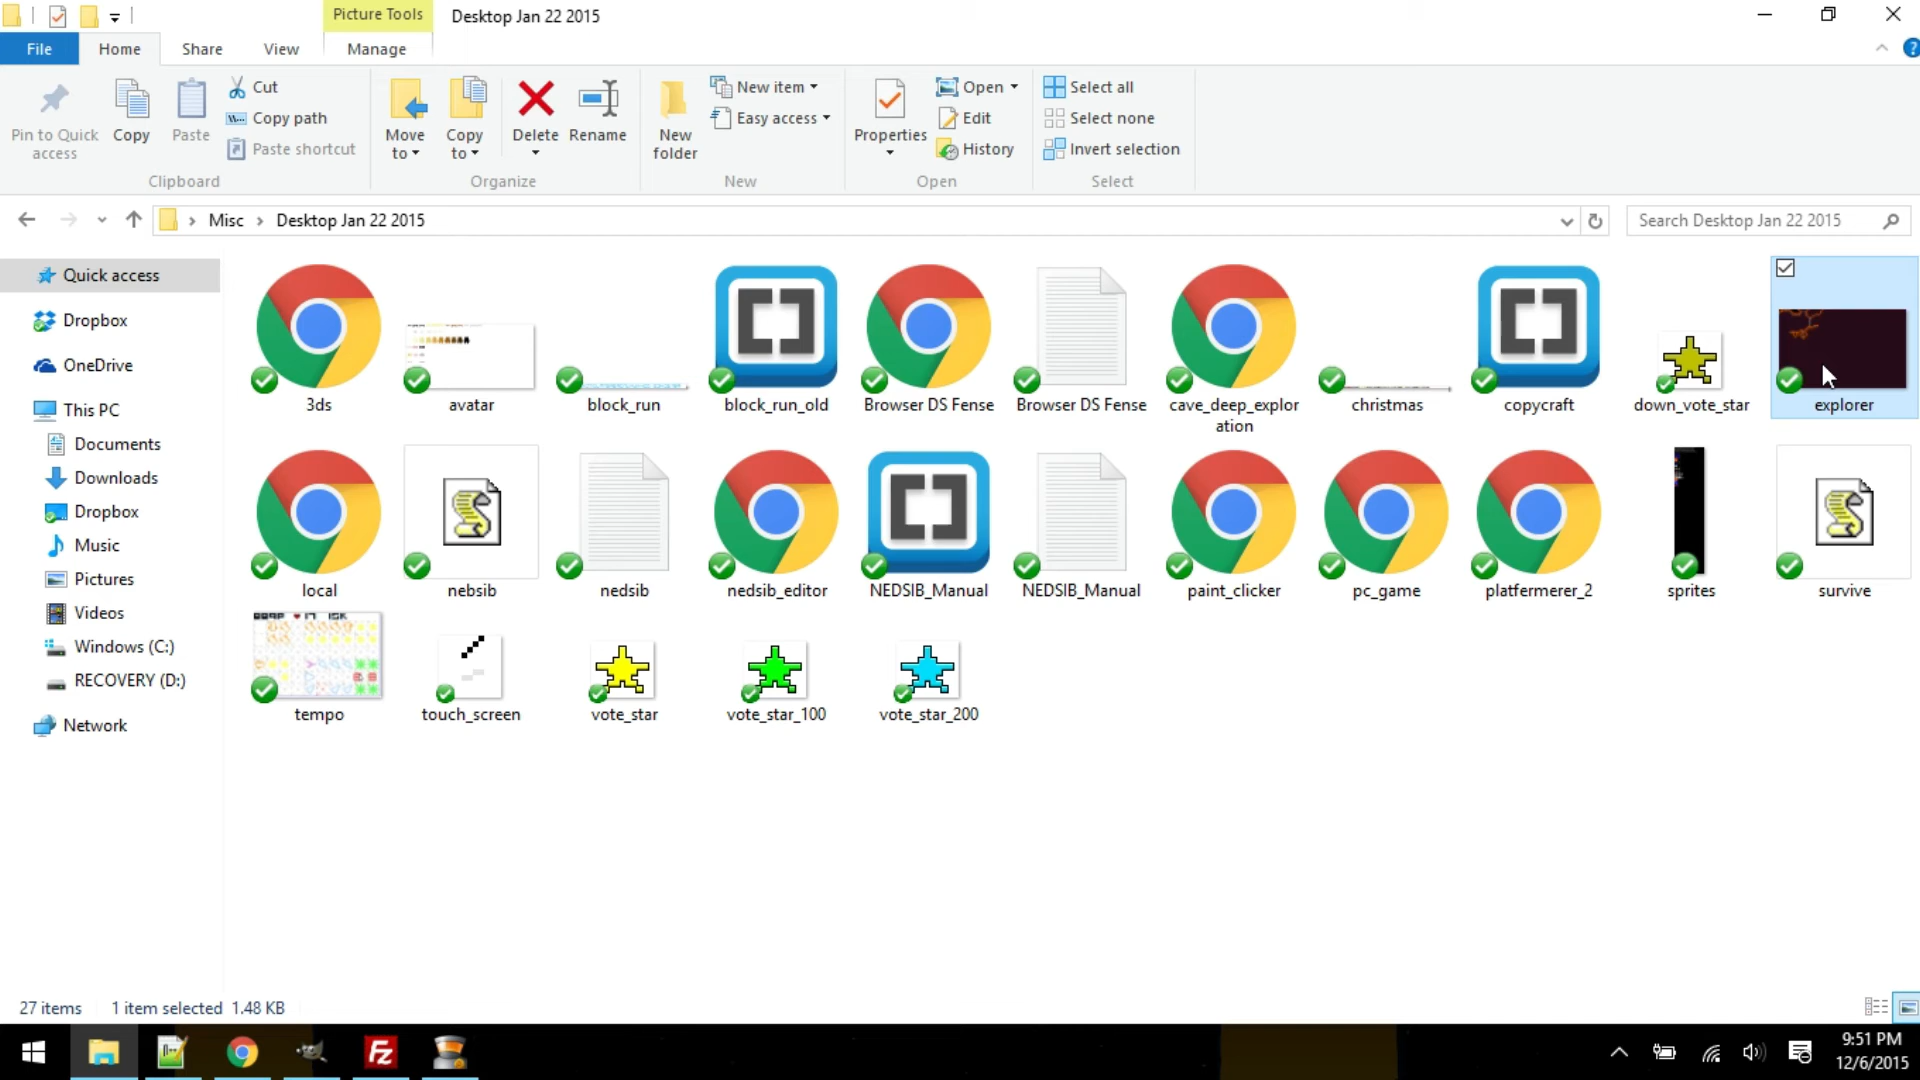 Picture Tools
Desktop Jan 22 2015
File
Home
Share
View
Manage
?
Pin to Quick access
Copy
Paste
Cut
Copy path
Paste shortcut
Clipboard
Move to
Copy to
Delete
Rename
Organize
New folder
New item
Easy access
New
Properties
Open
Edit
History
Open
Select all
Select none
Invert selection
Select
Misc
Desktop Jan 22 2015
Search Desktop Jan 22 2015
Quick access
Dropbox
OneDrive
This PC
Documents
Downloads
Dropbox
Music
Pictures
Videos
Windows (C:)
RECOVERY (D:)
Network
3ds
avatar
block_run
block_run_old
Browser DS Fense
Browser DS Fense
cave_deep_explor
ation
christmas
copycraft
down_vote_star
explorer
local
nebsib
nedsib
nedsib_editor
NEDSIB_Manual
NEDSIB_Manual
paint_clicker
pc_game
platfermerer_2
sprites
survive
tempo
touch_screen
vote_star
vote_star_100
vote_star_200
27 items
1 item selected 1.48 KB
Fz
9:51 PM
12/6/2015